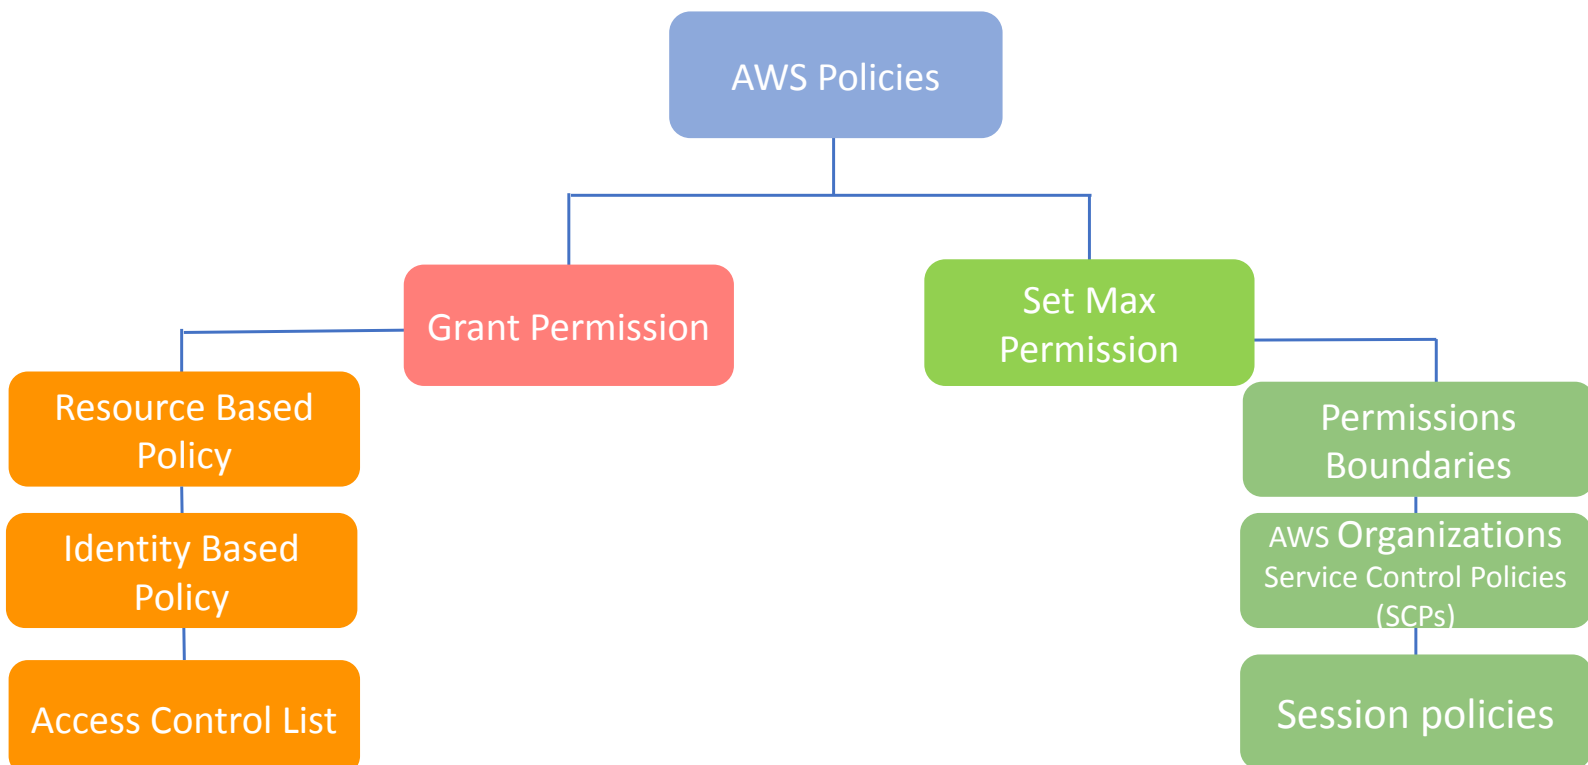 AWS Policies
Grant Permission
Set Max
Permission
Resource Based
Policy
Identity Based
Policy
Access Control List
Permissions
Boundaries
AWS Organizations
Service Control Policies
(SCPs)
Session policies